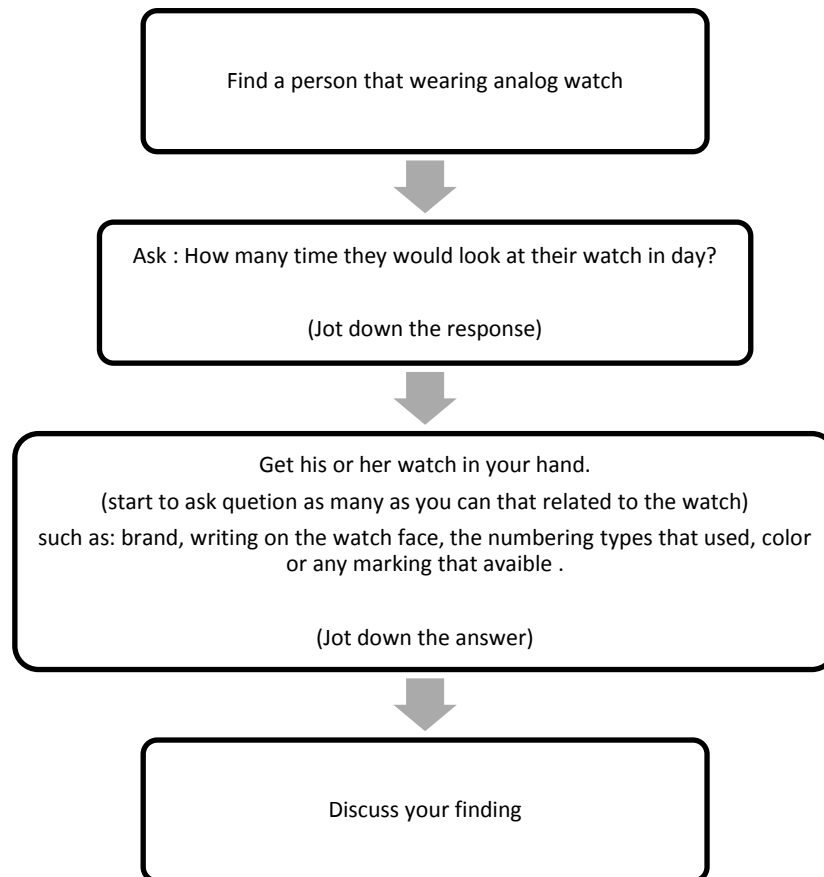 Find a person that wearing analog watch
Ask : How many time they would look at their watch in day?
(Jot down the response)
Get his or her watch in your hand.
(start to ask quetion as many as you can that related to the watch)
such as: brand, writing on the watch face, the numbering types that used, color
or any marking that avaible .
(Jot down the answer)
Discuss your finding